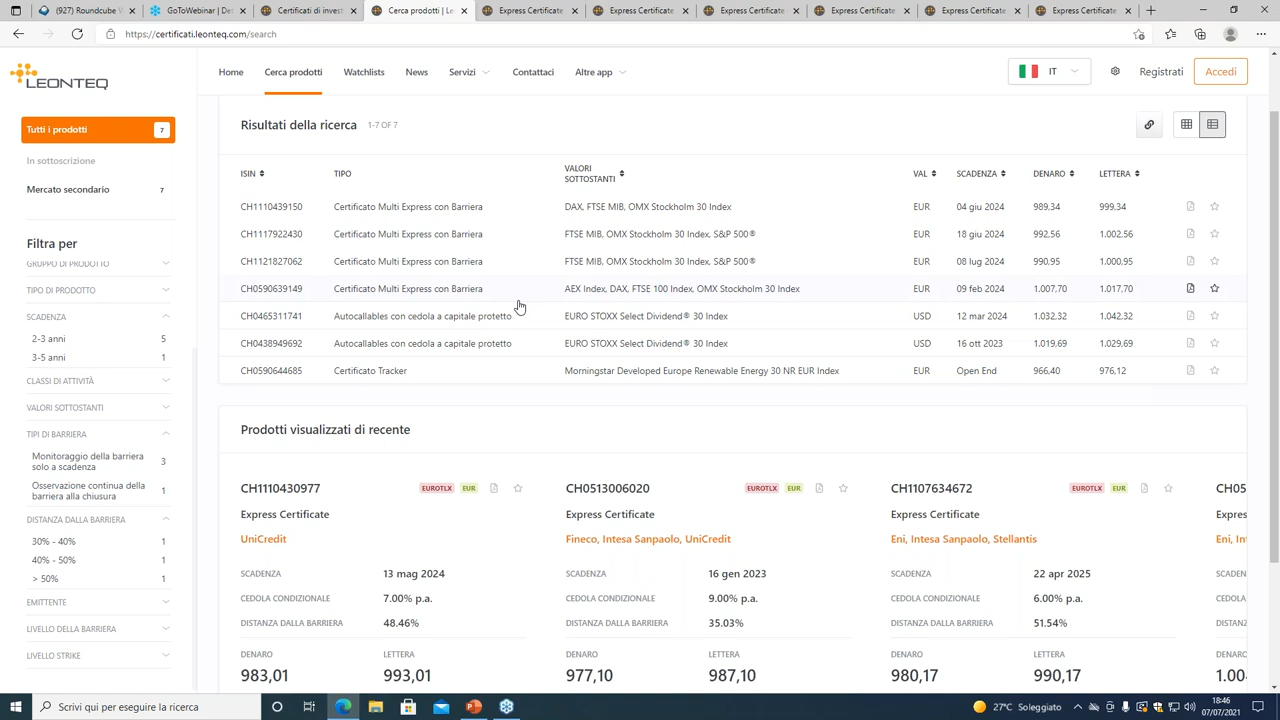 (927) Roundcube W
GoToWebinar | De
Certificati di invest
Cerca prodotti | Le
Express Certificate
Express Certificate
Express Certificate
Express Certificate
Express Certificate
Express Certificate
https://certificati.leonteq.com/search
LEONTEQ
Home
Cerca prodotti
Watchlists
News
Servizi
Contattaci
Altre app
IT
Registrati
Accedi
Tutti i prodotti 7
In sottoscrizione
Mercato secondario 7
Filtra per
GRUPPO DI PRODOTTO
TIPO DI PRODOTTO
SCADENZA
2-3 anni 5
3-5 anni 1
CLASSI DI ATTIVITÀ
VALORI SOTTOSTANTI
TIPI DI BARRIERA
Monitoraggio della barriera
solo a scadenza 3
Osservazione continua della
barriera alla chiusura 1
DISTANZA DALLA BARRIERA
30% - 40% 1
40% - 50% 1
> 50% 1
EMITTENTE
LIVELLO DELLA BARRIERA
LIVELLO STRIKE
Risultati della ricerca 1-7 OF 7
ISIN TIPO VALORI SOTTOSTANTI VAL SCADENZA DENARO LETTERA
CH1110439150 Certificato Multi Express con Barriera DAX, FTSE MIB, OMX Stockholm 30 Index EUR 04 giu 2024 989,34 999,34
CH1117922430 Certificato Multi Express con Barriera FTSE MIB, OMX Stockholm 30 Index, S&P 500® EUR 18 giu 2024 992,56 1.002,56
CH1121827062 Certificato Multi Express con Barriera FTSE MIB, OMX Stockholm 30 Index, S&P 500® EUR 08 lug 2024 990,95 1.000,95
CH0590639149 Certificato Multi Express con Barriera AEX Index, DAX, FTSE 100 Index, OMX Stockholm 30 Index EUR 09 feb 2024 1.007,70 1.017,70
CH0465311741 Autocallables con cedola a capitale protetto EURO STOXX Select Dividend® 30 Index USD 12 mar 2024 1.032,32 1.042,32
CH0438949692 Autocallables con cedola a capitale protetto EURO STOXX Select Dividend® 30 Index USD 16 ott 2023 1.019,69 1.029,69
CH0590644685 Certificato Tracker Morningstar Developed Europe Renewable Energy 30 NR EUR Index EUR Open End 966,40 976,12
Prodotti visualizzati di recente
CH1110430977 EUROTLX EUR
Express Certificate
UniCredit
SCADENZA 13 mag 2024
CEDOLA CONDIZIONALE 7.00% p.a.
DISTANZA DALLA BARRIERA 48.46%
DENARO LETTERA
983,01 993,01
CH0513006020 EUROTLX EUR
Express Certificate
Fineco, Intesa Sanpaolo, UniCredit
SCADENZA 16 gen 2023
CEDOLA CONDIZIONALE 9.00% p.a.
DISTANZA DALLA BARRIERA 35.03%
DENARO LETTERA
977,10 987,10
CH1107634672 EUROTLX EUR
Express Certificate
Eni, Intesa Sanpaolo, Stellantis
SCADENZA 22 apr 2025
CEDOLA CONDIZIONALE 6.00% p.a.
DISTANZA DALLA BARRIERA 51.54%
DENARO LETTERA
980,17 990,17
CH05
Expres
Eni, In
SCADEN
CEDOLA
DISTANZ
DENARO
1.00
Scrivi qui per eseguire la ricerca
27°C Soleggiato
18:46
07/07/2021